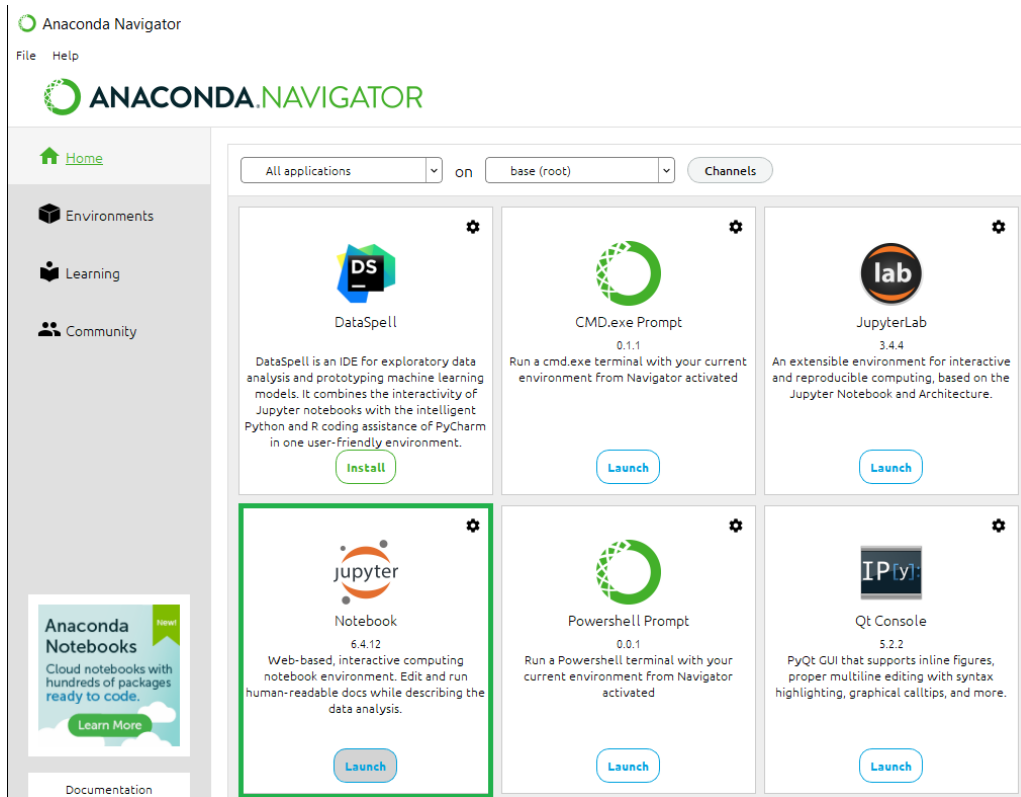 Anaconda Navigator
File Help
ANACONDA.NAVIGATOR
Home
Environments
Learning
Community
Anaconda
Notebooks
New!
Cloud notebooks with
hundreds of packages
ready to code.
Learn More
Documentation
All applications on base (root) Channels
DS
DataSpell
DataSpell is an IDE for exploratory data
analysis and prototyping machine learning
models. It combines the interactivity of
Jupyter notebooks with the intelligent
Python and R coding assistance of PyCharm
in one user-friendly environment.
Install
CMD.exe Prompt
0.1.1
Run a cmd.exe terminal with your current
environment from Navigator activated
Launch
lab
JupyterLab
3.4.4
An extensible environment for interactive
and reproducible computing, based on the
Jupyter Notebook and Architecture.
Launch
jupyter
Notebook
6.4.12
Web-based, interactive computing
notebook environment. Edit and run
human-readable docs while describing the
data analysis.
Launch
Powershell Prompt
0.0.1
Run a Powershell terminal with your
current environment from Navigator
activated
Launch
IP[y]:
Qt Console
5.2.2
PyQt GUI that supports inline figures,
proper multiline editing with syntax
highlighting, graphical calltips, and more.
Launch